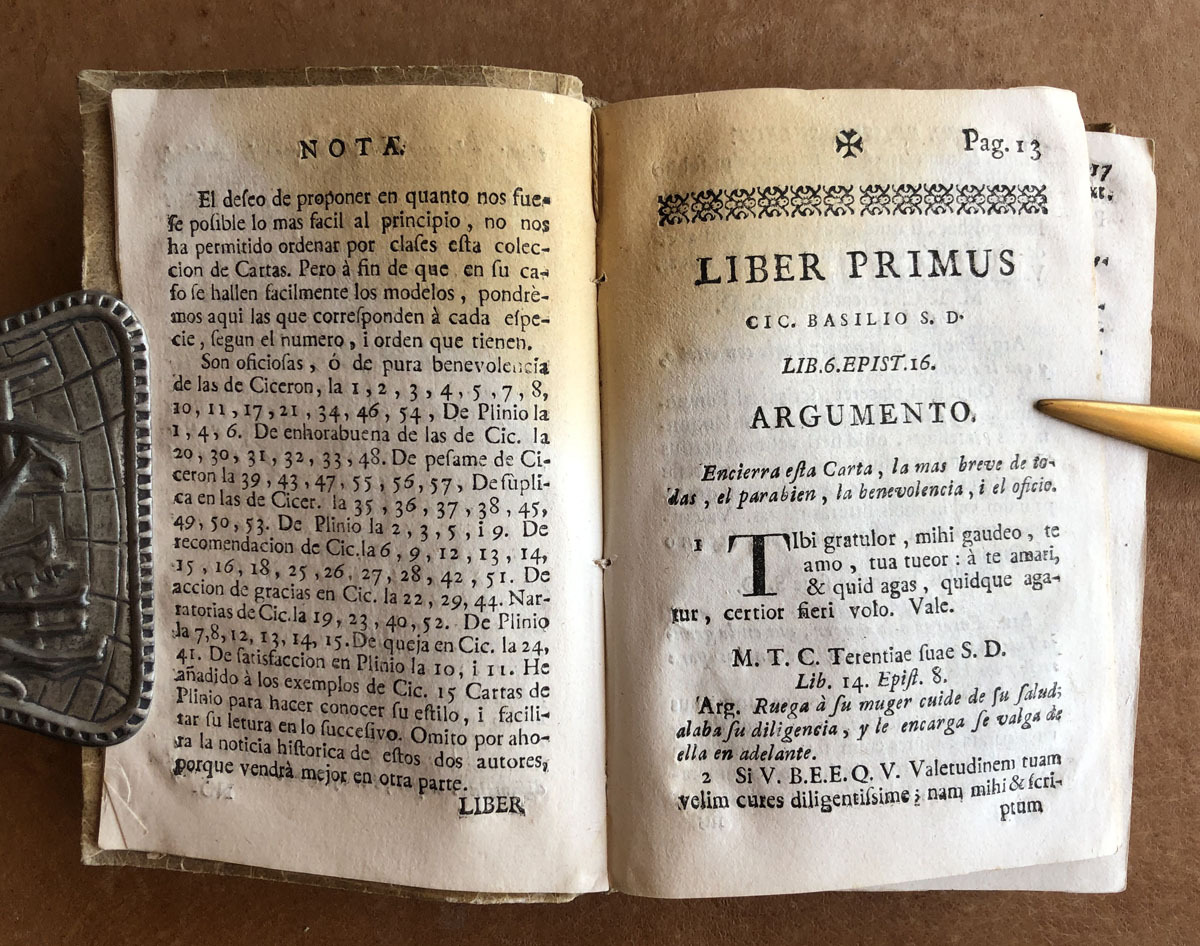 NOTÆ.
El deſeo de proponer en quanto nos fue-
ſe poſible lo mas facil al principio, no nos
ha permitido ordenar por claſes eſta colec-
cion de Cartas. Pero à fin de que en ſu ca-
ſo ſe hallen facilmente los modelos, pondrè-
mos aqui las que correſponden à cada eſpe-
cie, ſegun el numero, i orden que tienen.
Son oficioſas, ó de pura benevolencia
de las de Ciceron, la 1, 2, 3, 4, 5, 7, 8,
10, 11, 17, 21, 34, 46, 54, De Plinio la
1, 4, 6. De enhorabuena de las de Cic. la
20, 30, 31, 32, 33, 48. De peſame de Ci-
ceron la 39, 43, 47, 55, 56, 57, De ſupli-
ca en las de Cicer. la 35, 36, 37, 38, 45,
49, 50, 53. De Plinio la 2, 3, 5, i 9. De
recomendacion de Cic. la 6, 9, 12, 13, 14,
15, 16, 18, 25, 26, 27, 28, 42, 51. De
accion de gracias en Cic. la 22, 29, 44. Nar-
ratorias de Cic. la 19, 23, 40, 52. De Plinio
la 7, 8, 12, 13, 14, 15. De queja en Cic. la 24,
41. De ſatisfaccion en Plinio la 10, i 11. He
añadido à los exemplos de Cic. 15 Cartas de
Plinio para hacer conocer ſu eſtilo, i facili-
tar ſu letura en lo ſucceſivo. Omito por aho-
ra la noticia hiſtorica de eſtos dos autores,
porque vendrà mejor en otra parte.
LIBER
Pag. 13
LIBER PRIMUS
CIC. BASILIO S. D.
LIB. 6. EPIST. 16.
ARGUMENTO.
Encierra eſta Carta, la mas breve de to-
das, el parabien, la benevolencia, i el oficio.
1 TIbi gratulor, mihi gaudeo, te
amo, tua tueor: à te amari,
& quid agas, quidque aga-
tur, certior fieri volo. Vale.
M. T. C. Terentiae ſuae S. D.
Lib. 14. Epiſt. 8.
Arg. Ruega à ſu muger cuide de ſu ſalud;
alaba ſu diligencia, y le encarga ſe valga de
ella en adelante.
2 Si V. B. E. E. Q. V. Valetudinem tuam
velim cures diligentiſsime; nam mihi & ſcri-
ptum
17